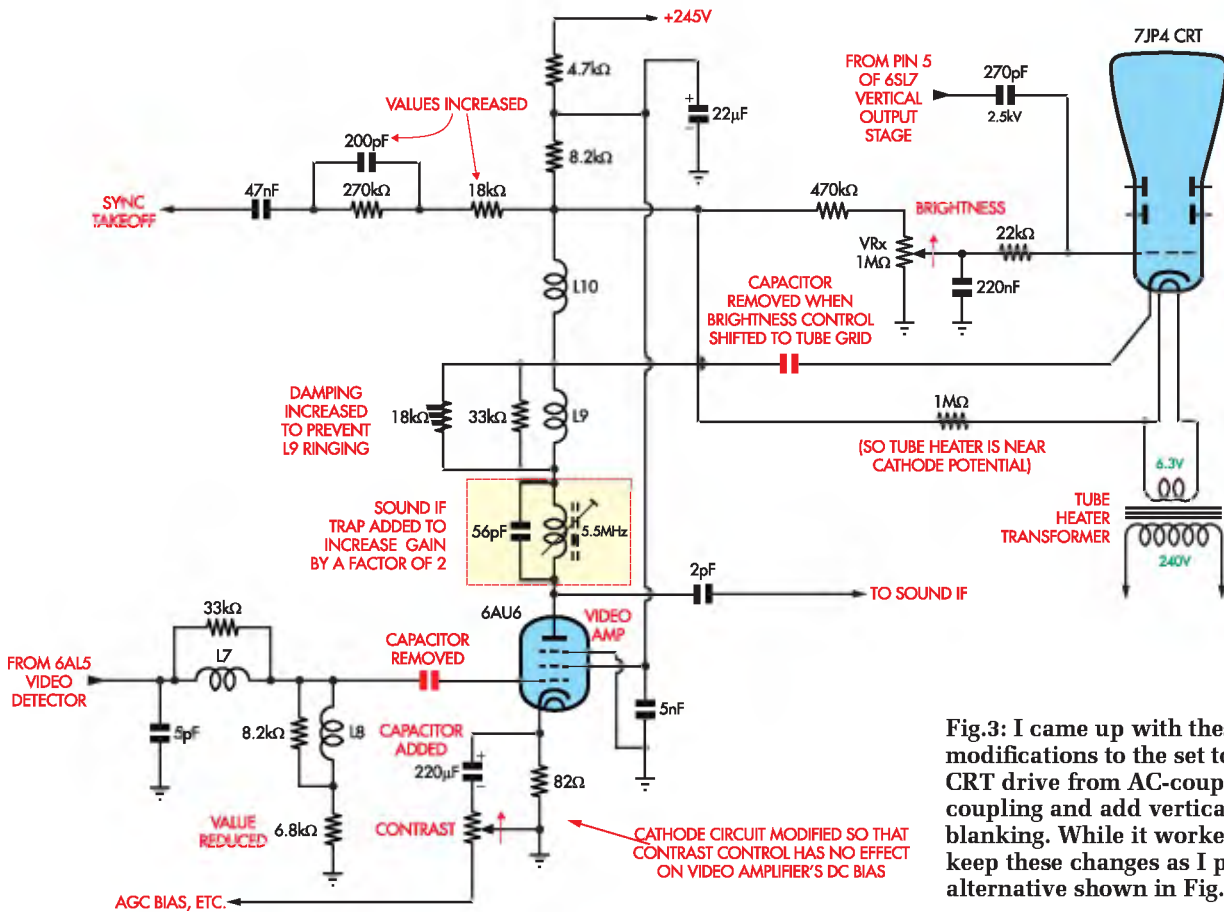 +245V
7JP4 CRT
4.7kΩ
FROM PIN 5
OF 6SL7
VERTICAL
OUTPUT
STAGE
270pF
2.5kV
VALUES INCREASED
+
22µF
–
200pF
8.2kΩ
47nF
270kΩ
18kΩ
470kΩ
BRIGHTNESS
SYNC
TAKEOFF
VRx
1MΩ
22kΩ
220nF
L10
CAPACITOR
REMOVED WHEN
BRIGHTNESS CONTROL
SHIFTED TO TUBE GRID
DAMPING
INCREASED
TO PREVENT
L9 RINGING
18kΩ
33kΩ
L9
1MΩ
(SO TUBE HEATER IS NEAR
CATHODE POTENTIAL)
6.3V
TUBE
HEATER
TRANSFORMER
240V
SOUND IF
TRAP ADDED TO
INCREASE GAIN
BY A FACTOR OF 2
56pF
5.5MHz
2pF
TO SOUND IF
6AU6
VIDEO
AMP
33kΩ
L7
CAPACITOR
REMOVED
FROM 6AL5
VIDEO
DETECTOR
5pF
8.2kΩ
L8
5nF
CAPACITOR
ADDED
+
220µF
–
82Ω
VALUE
REDUCED
6.8kΩ
CONTRAST
CATHODE CIRCUIT MODIFIED SO THAT
CONTRAST CONTROL HAS NO EFFECT
ON VIDEO AMPLIFIER'S DC BIAS
AGC BIAS, ETC.
Fig.3: I came up with the
modifications to the set to
CRT drive from AC-coup
coupling and add vertica
blanking. While it worke
keep these changes as I p
alternative shown in Fig.